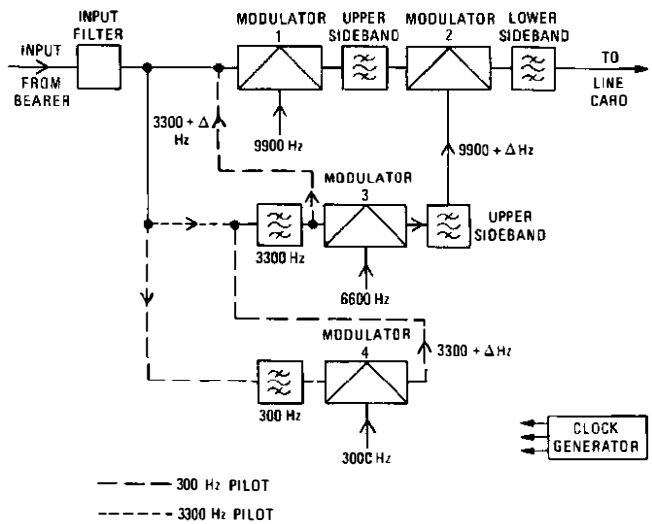 INPUT
FILTER
MODULATOR
1
UPPER
SIDEBAND
MODULATOR
2
LOWER
SIDEBAND
INPUT
FROM
BEARER
TO
LINE
CARD
3300 + Δ
Hz
9900 Hz
9900 + ΔHz
MODULATOR
3
3300 Hz
UPPER
SIDEBAND
6600 Hz
MODULATOR
4
3300 + ΔHz
300 Hz
3000 Hz
CLOCK
GENERATOR
300 Hz PILOT
3300 Hz PILOT